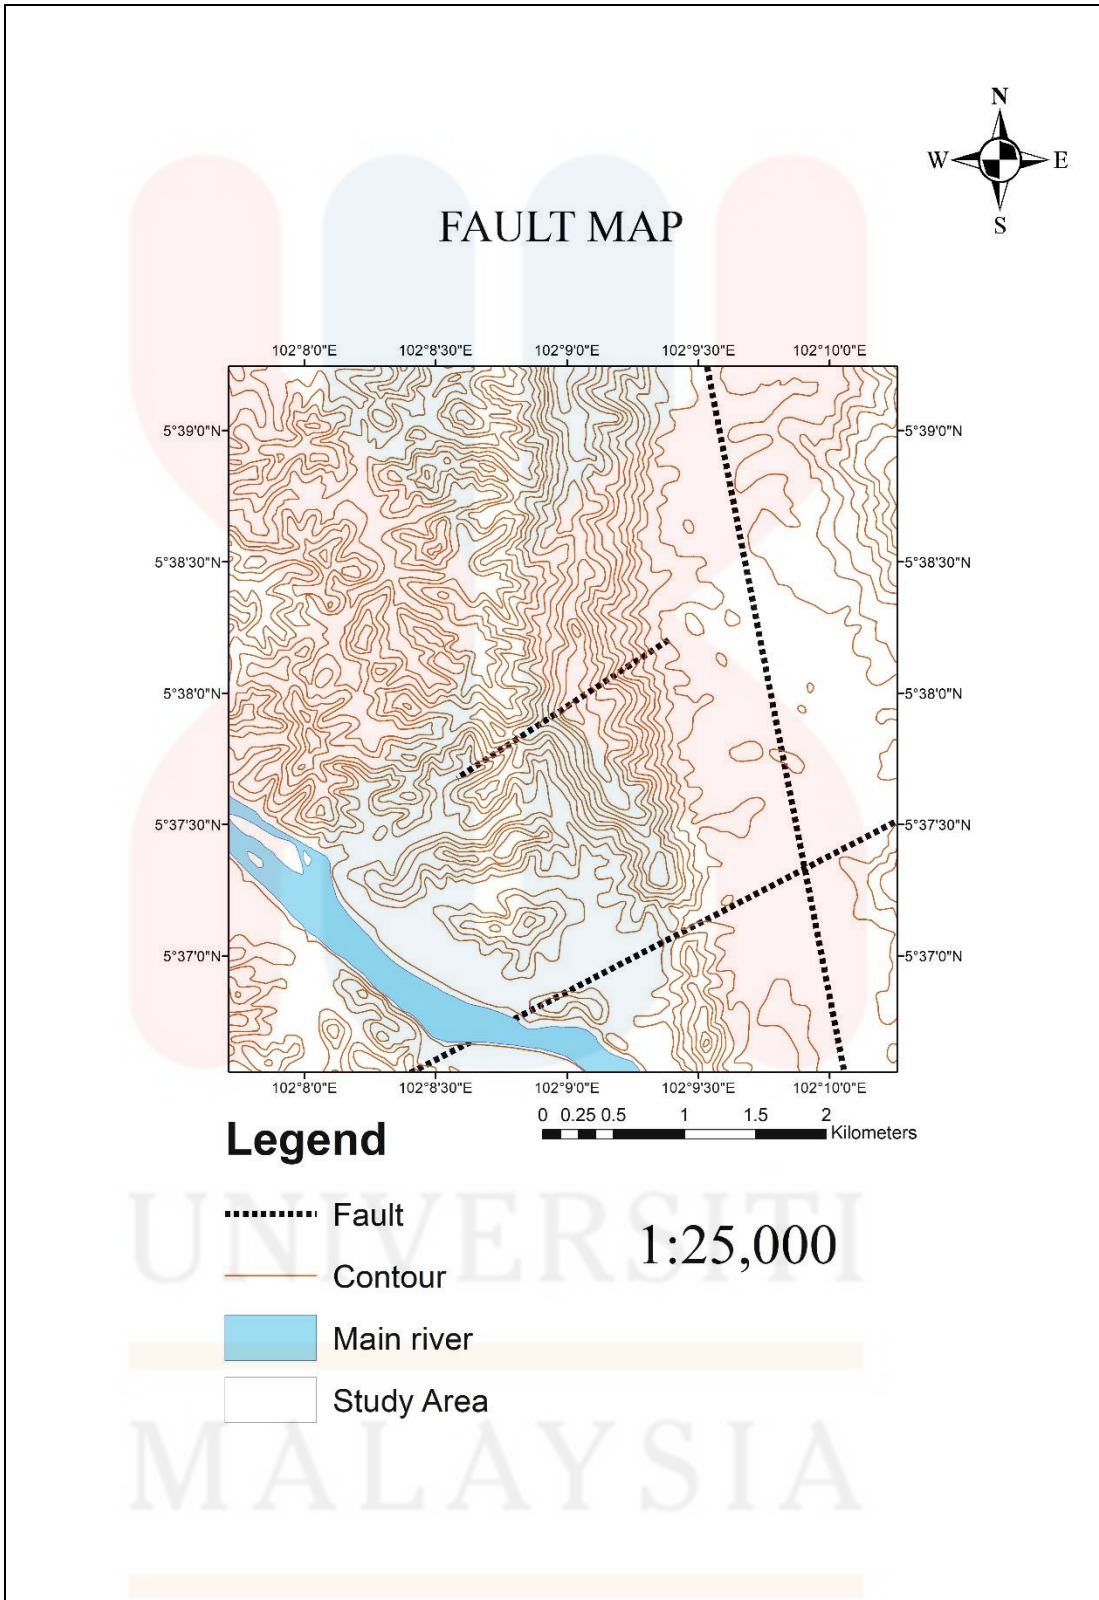 N
W E
S
FAULT MAP
102°8'0"E 102°8'30"E 102°9'0"E 102°9'30"E 102°10'0"E
5°39'0"N 5°39'0"N
5°38'30"N 5°38'30"N
5°38'0"N 5°38'0"N
5°37'30"N 5°37'30"N
5°37'0"N 5°37'0"N
102°8'0"E 102°8'30"E 102°9'0"E 102°9'30"E 102°10'0"E
0 0.25 0.5 1 1.5 2
Kilometers
Legend
Fault
1:25,000
Contour
Main river
Study Area
UNIVERSITI
MALAYSIA